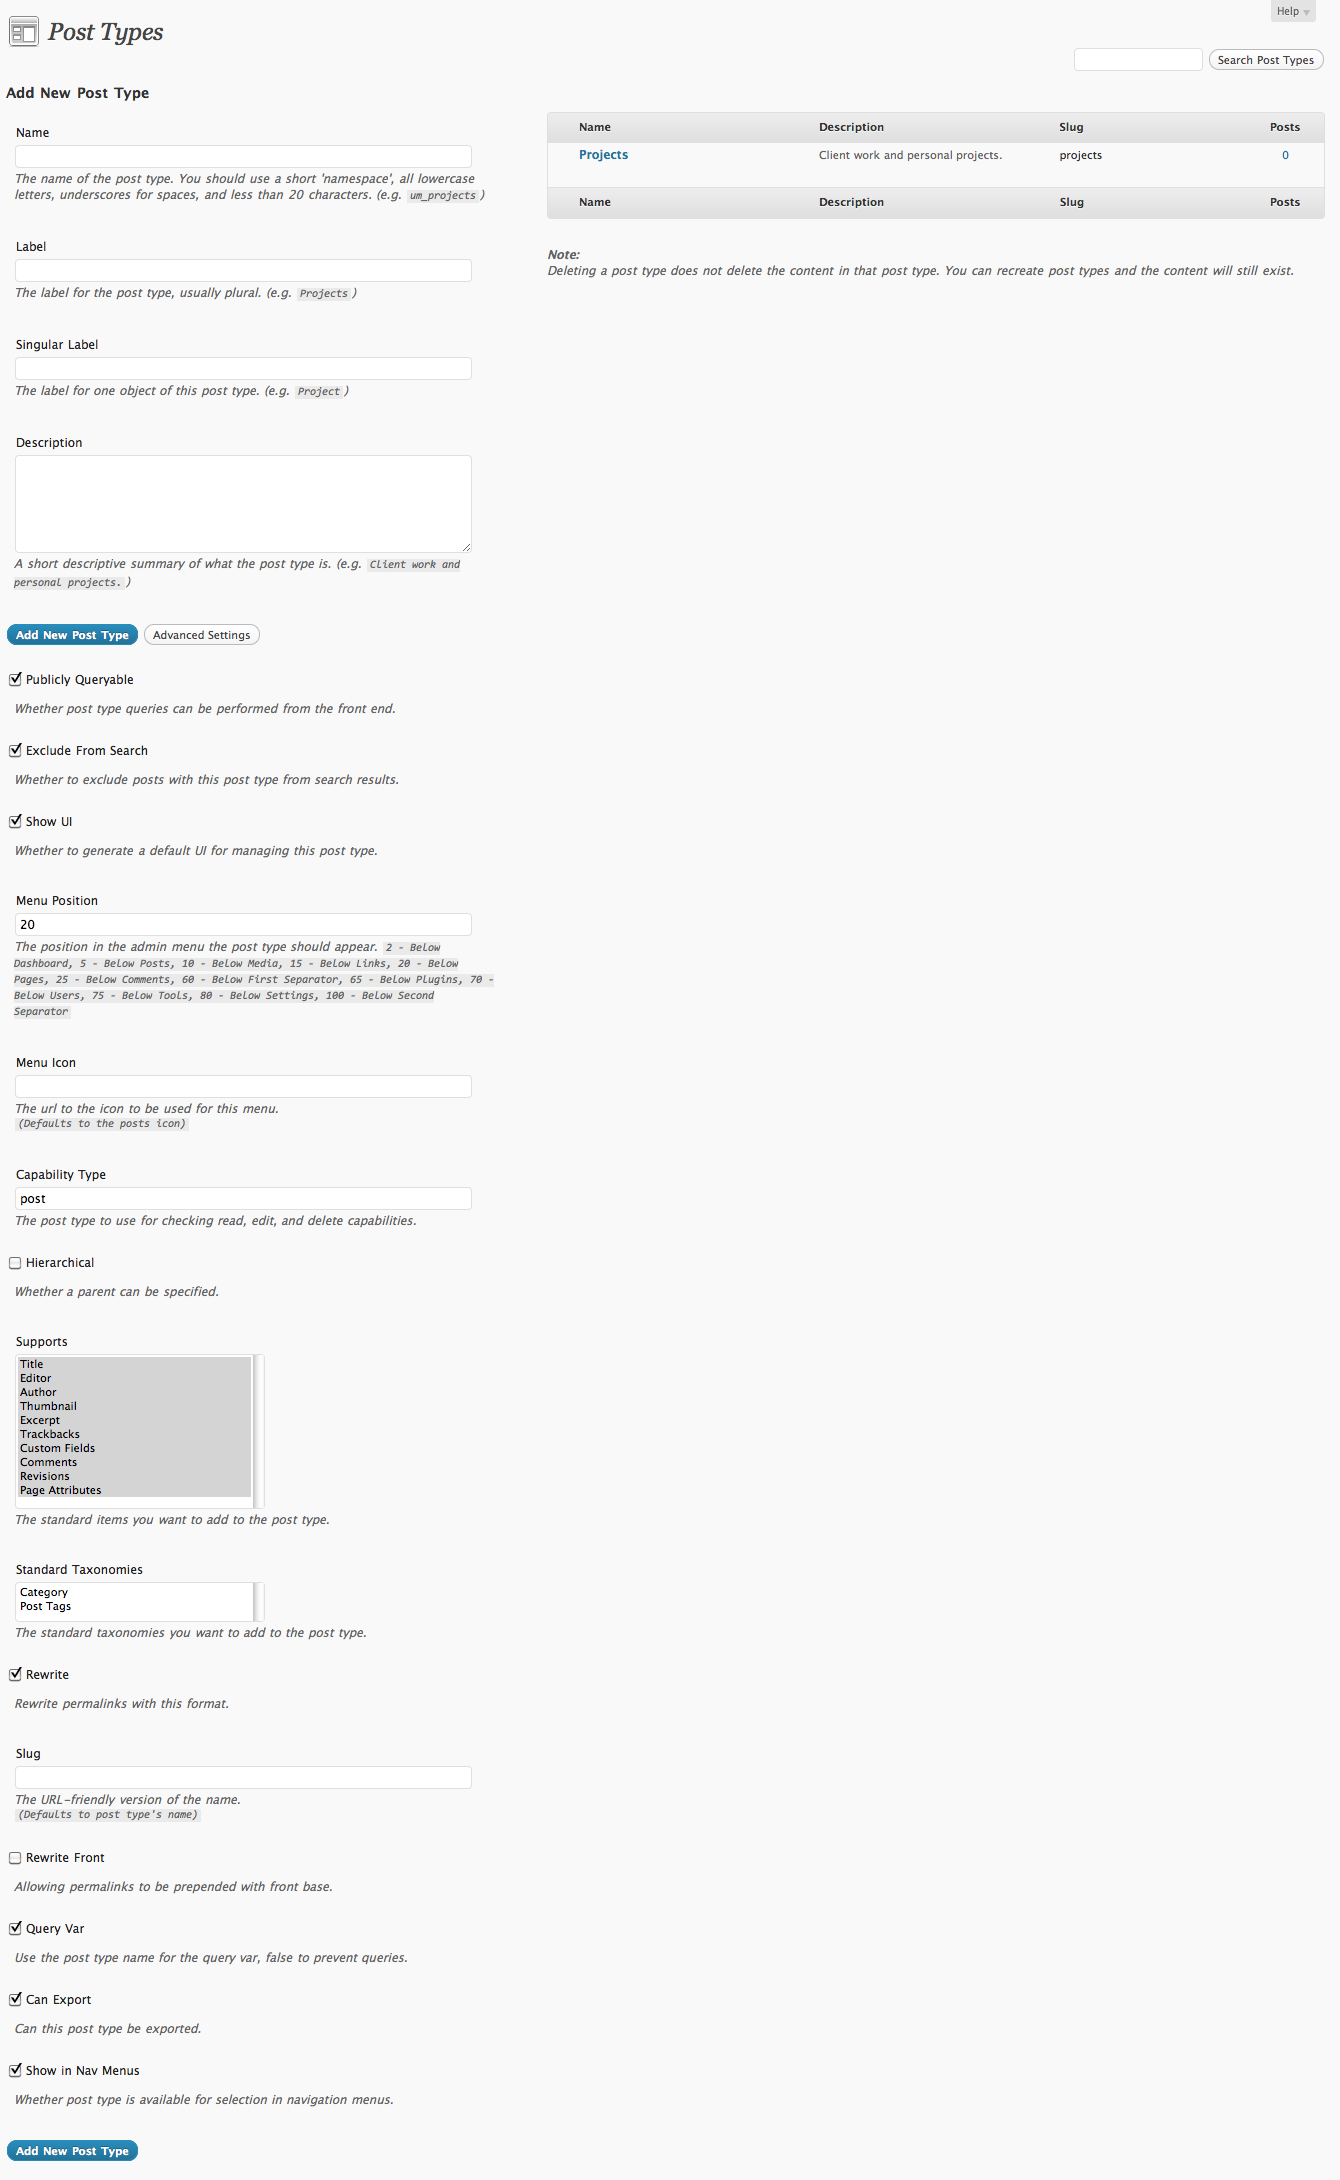 Help
Post Types
Search Post Types
Add New Post Type
Name
The name of the post type. You should use a short 'namespace', all lowercase
letters, underscores for spaces, and less than 20 characters. (e.g. um_projects )
Label
The label for the post type, usually plural. (e.g. Projects )
Singular Label
The label for one object of this post type. (e.g. Project )
Description
A short descriptive summary of what the post type is. (e.g. Client work and
personal projects. )
Add New Post Type Advanced Settings
Publicly Queryable
Whether post type queries can be performed from the front end.
Exclude From Search
Whether to exclude posts with this post type from search results.
Show UI
Whether to generate a default UI for managing this post type.
Menu Position
20
The position in the admin menu the post type should appear. 2 - Below
Dashboard, 5 - Below Posts, 10 - Below Media, 15 - Below Links, 20 - Below
Pages, 25 - Below Comments, 60 - Below First Separator, 65 - Below Plugins, 70 -
Below Users, 75 - Below Tools, 80 - Below Settings, 100 - Below Second
Separator
Menu Icon
The url to the icon to be used for this menu.
(Defaults to the posts icon)
Capability Type
post
The post type to use for checking read, edit, and delete capabilities.
Hierarchical
Whether a parent can be specified.
Supports
Title
Editor
Author
Thumbnail
Excerpt
Trackbacks
Custom Fields
Comments
Revisions
Page Attributes
The standard items you want to add to the post type.
Standard Taxonomies
Category
Post Tags
The standard taxonomies you want to add to the post type.
Rewrite
Rewrite permalinks with this format.
Slug
The URL-friendly version of the name.
(Defaults to post type's name)
Rewrite Front
Allowing permalinks to be prepended with front base.
Query Var
Use the post type name for the query var, false to prevent queries.
Can Export
Can this post type be exported.
Show in Nav Menus
Whether post type is available for selection in navigation menus.
Add New Post Type
Name Description Slug Posts
Projects Client work and personal projects. projects 0
Name Description Slug Posts
Note:
Deleting a post type does not delete the content in that post type. You can recreate post types and the content will still exist.